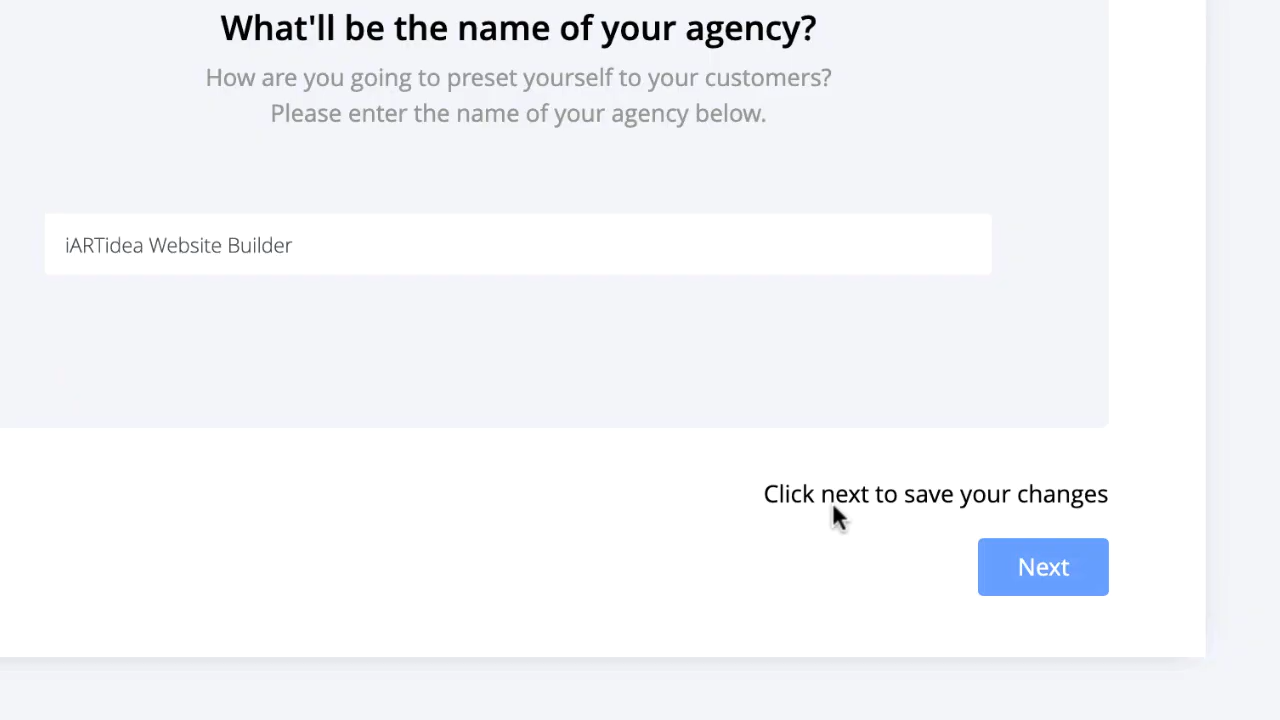 What'll be the name of your agency?
How are you going to preset yourself to your customers?
Please enter the name of your agency below.
iARTidea Website Builder
Click next to save your changes
Next